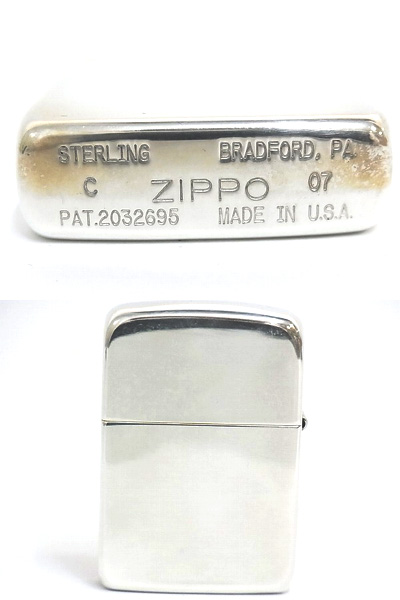 STERLING BRADFORD, PA
C ZIPPO 07
PAT.2032695 MADE IN U.S.A.